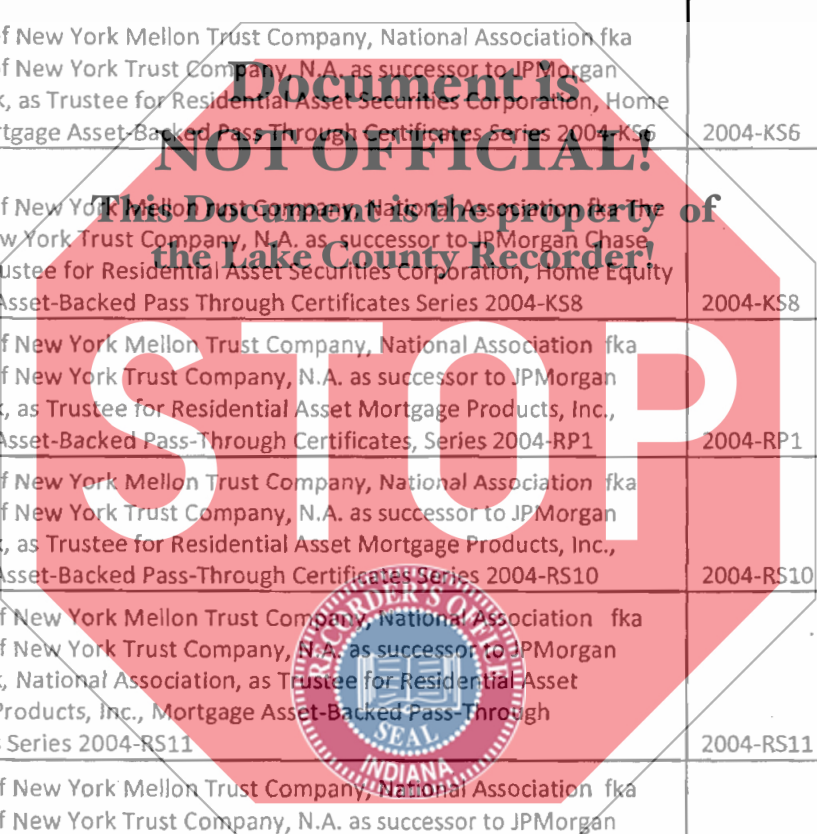 f New York Mellon Trust Company, National Association fka
f New York Trust Company, N.A. as successor to JPMorgan
k, as Trustee for Residential Asset Securities Corporation, Home
rtgage Asset-Backed Pass Through Certificates Series 2004-KS6 2004-KS6
Document is
NOT OFFICIAL!
This Document is the property of
the Lake County Recorder!
f New York Mellon Trust Company, National Association fka The
w York Trust Company, N.A. as successor to JPMorgan Chase
ustee for Residential Asset Securities Corporation, Home Equity
Asset-Backed Pass Through Certificates Series 2004-KS8 2004-KS8
STOP
f New York Mellon Trust Company, National Association fka
f New York Trust Company, N.A. as successor to JPMorgan
k, as Trustee for Residential Asset Mortgage Products, Inc.,
Asset-Backed Pass-Through Certificates, Series 2004-RP1 2004-RP1
f New York Mellon Trust Company, National Association fka
f New York Trust Company, N.A. as successor to JPMorgan
k, as Trustee for Residential Asset Mortgage Products, Inc.,
Asset-Backed Pass-Through Certificates Series 2004-RS10 2004-RS10
f New York Mellon Trust Company, National Association fka
f New York Trust Company, N.A. as successor to JPMorgan
k, National Association, as Trustee for Residential Asset
Products, Inc., Mortgage Asset-Backed Pass-Through
Series 2004-RS11 2004-RS11
RECORDER'S OFFICE
SEAL
INDIANA
f New York Mellon Trust Company, National Association fka
f New York Trust Company, N.A. as successor to JPMorgan